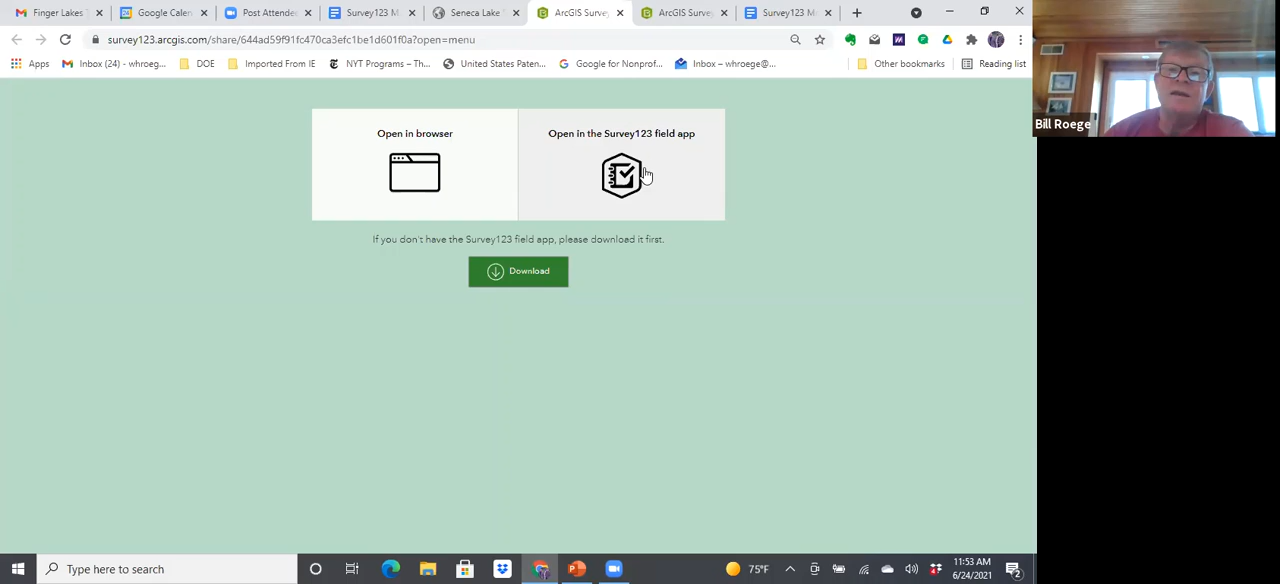 Finger Lakes
Google Calen
Post Attende
Survey123 M
Seneca Lake
ArcGIS Surve
ArcGIS Surve
Survey123 M
survey123.arcgis.com/share/644ad59f91fc470ca3efc1be1d601f0a?open=menu
Apps
Inbox (24) - whroeg...
DOE
Imported From IE
NYT Programs – Th...
United States Paten...
Google for Nonprof...
Inbox – whroege@...
Other bookmarks
Reading list
Bill Roege
Open in browser
Open in the Survey123 field app
If you don't have the Survey123 field app, please download it first.
Download
Type here to search
75°F
11:53 AM
6/24/2021
2